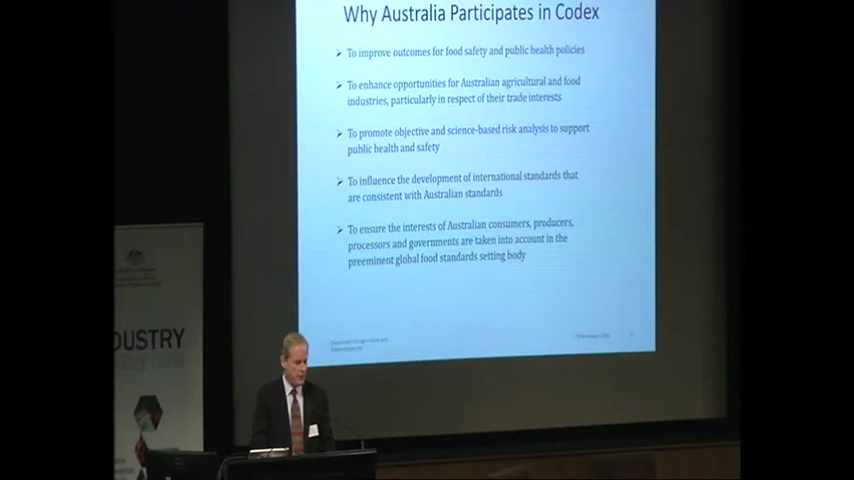 Why Australia Participates in Codex
➢ To improve outcomes for food safety and public health policies
➢ To enhance opportunities for Australian agricultural and food
industries, particularly in respect of their trade interests
➢ To promote objective and science-based risk analysis to support
public health and safety
➢ To influence the development of international standards that
are consistent with Australian standards
➢ To ensure the interests of Australian consumers, producers,
processors and governments are taken into account in the
preeminent global food standards setting body
DUSTRY